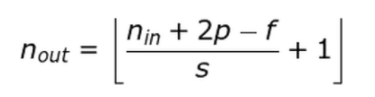 n_out = ⌊(n_in + 2p – f)/s + 1⌋